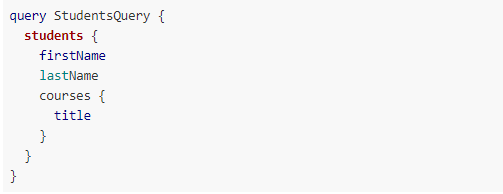 query StudentsQuery {
  students {
    firstName
    lastName
    courses {
      title
    }
  }
}